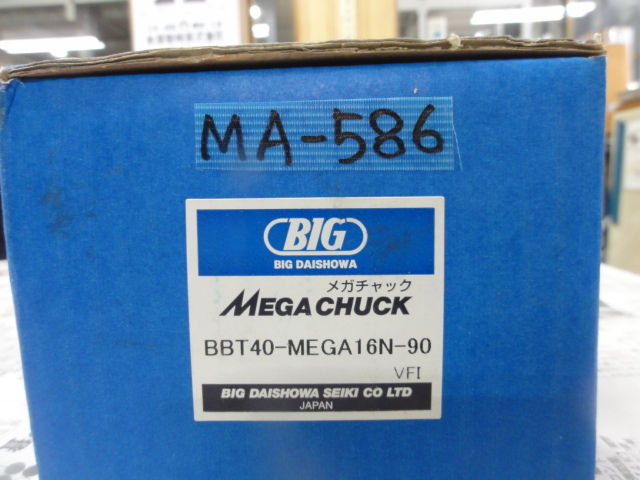 MA-586
BIG
BIG DAISHOWA
メガチャック
MEGA CHUCK
BBT40-MEGA16N-90
VFI
BIG DAISHOWA SEIKI CO LTD
JAPAN